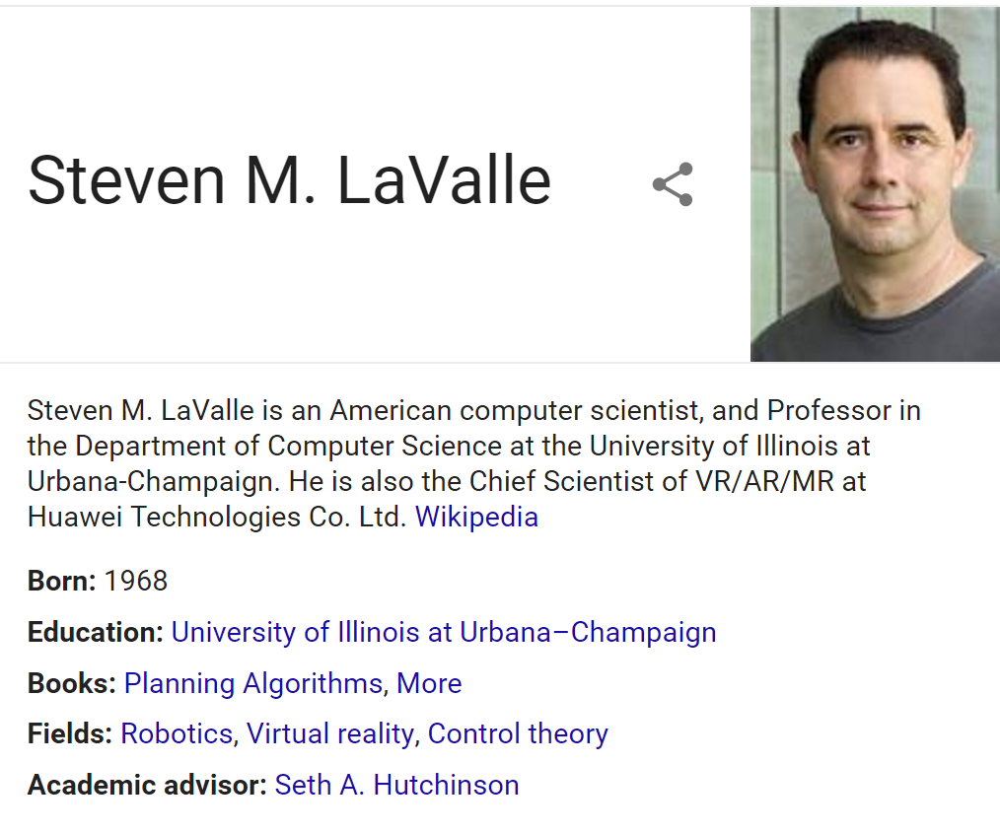 Steven M. LaValle
Steven M. LaValle is an American computer scientist, and Professor in
the Department of Computer Science at the University of Illinois at
Urbana-Champaign. He is also the Chief Scientist of VR/AR/MR at
Huawei Technologies Co. Ltd. Wikipedia
Born: 1968
Education: University of Illinois at Urbana–Champaign
Books: Planning Algorithms, More
Fields: Robotics, Virtual reality, Control theory
Academic advisor: Seth A. Hutchinson